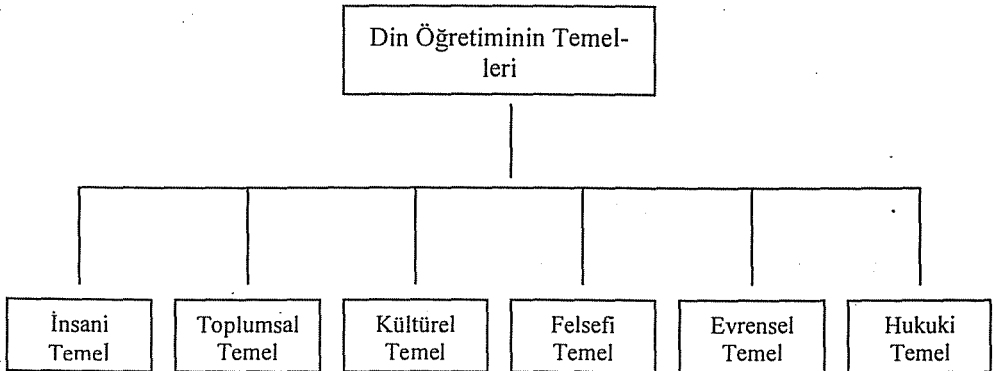 Din Öğretiminin Temel-
leri
İnsani
Temel
Toplumsal
Temel
Kültürel
Temel
Felsefi
Temel
Evrensel
Temel
Hukuki
Temel